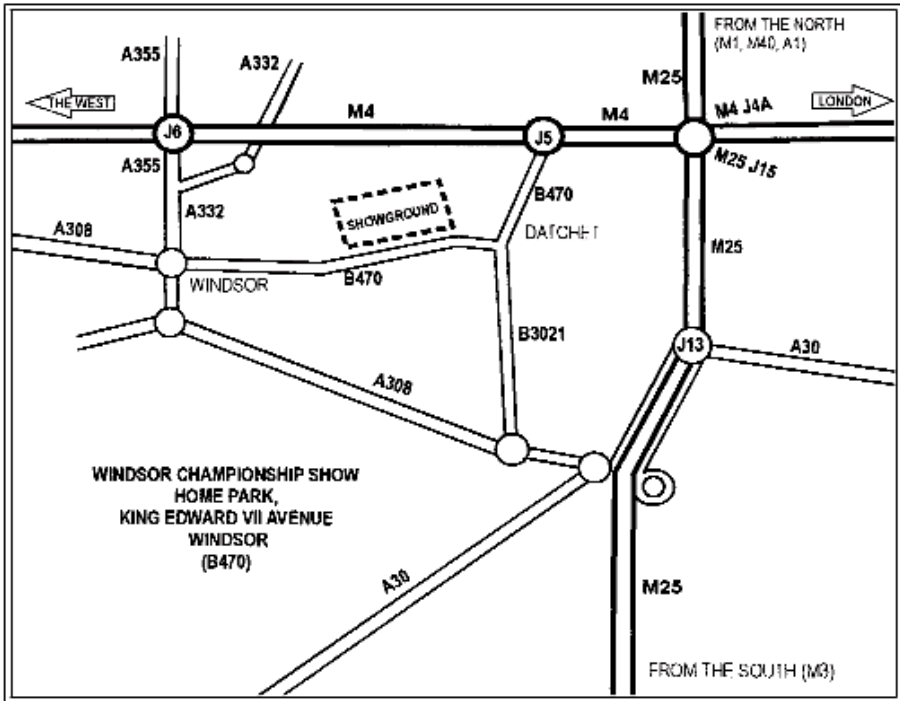 FROM THE NORTH
(M1, M40, A1)
A355
A332
M25
THE WEST
LONDON
M4
M4
M4 J4A
J6
J5
M25 J15
A355
B470
A332
SHOWGROUND
DATCHET
A308
M25
WINDSOR
B470
B3021
J13
A30
A308
WINDSOR CHAMPIONSHIP SHOW
HOME PARK,
KING EDWARD VII AVENUE
WINDSOR
(B470)
A30
M25
FROM THE SOUTH (M3)